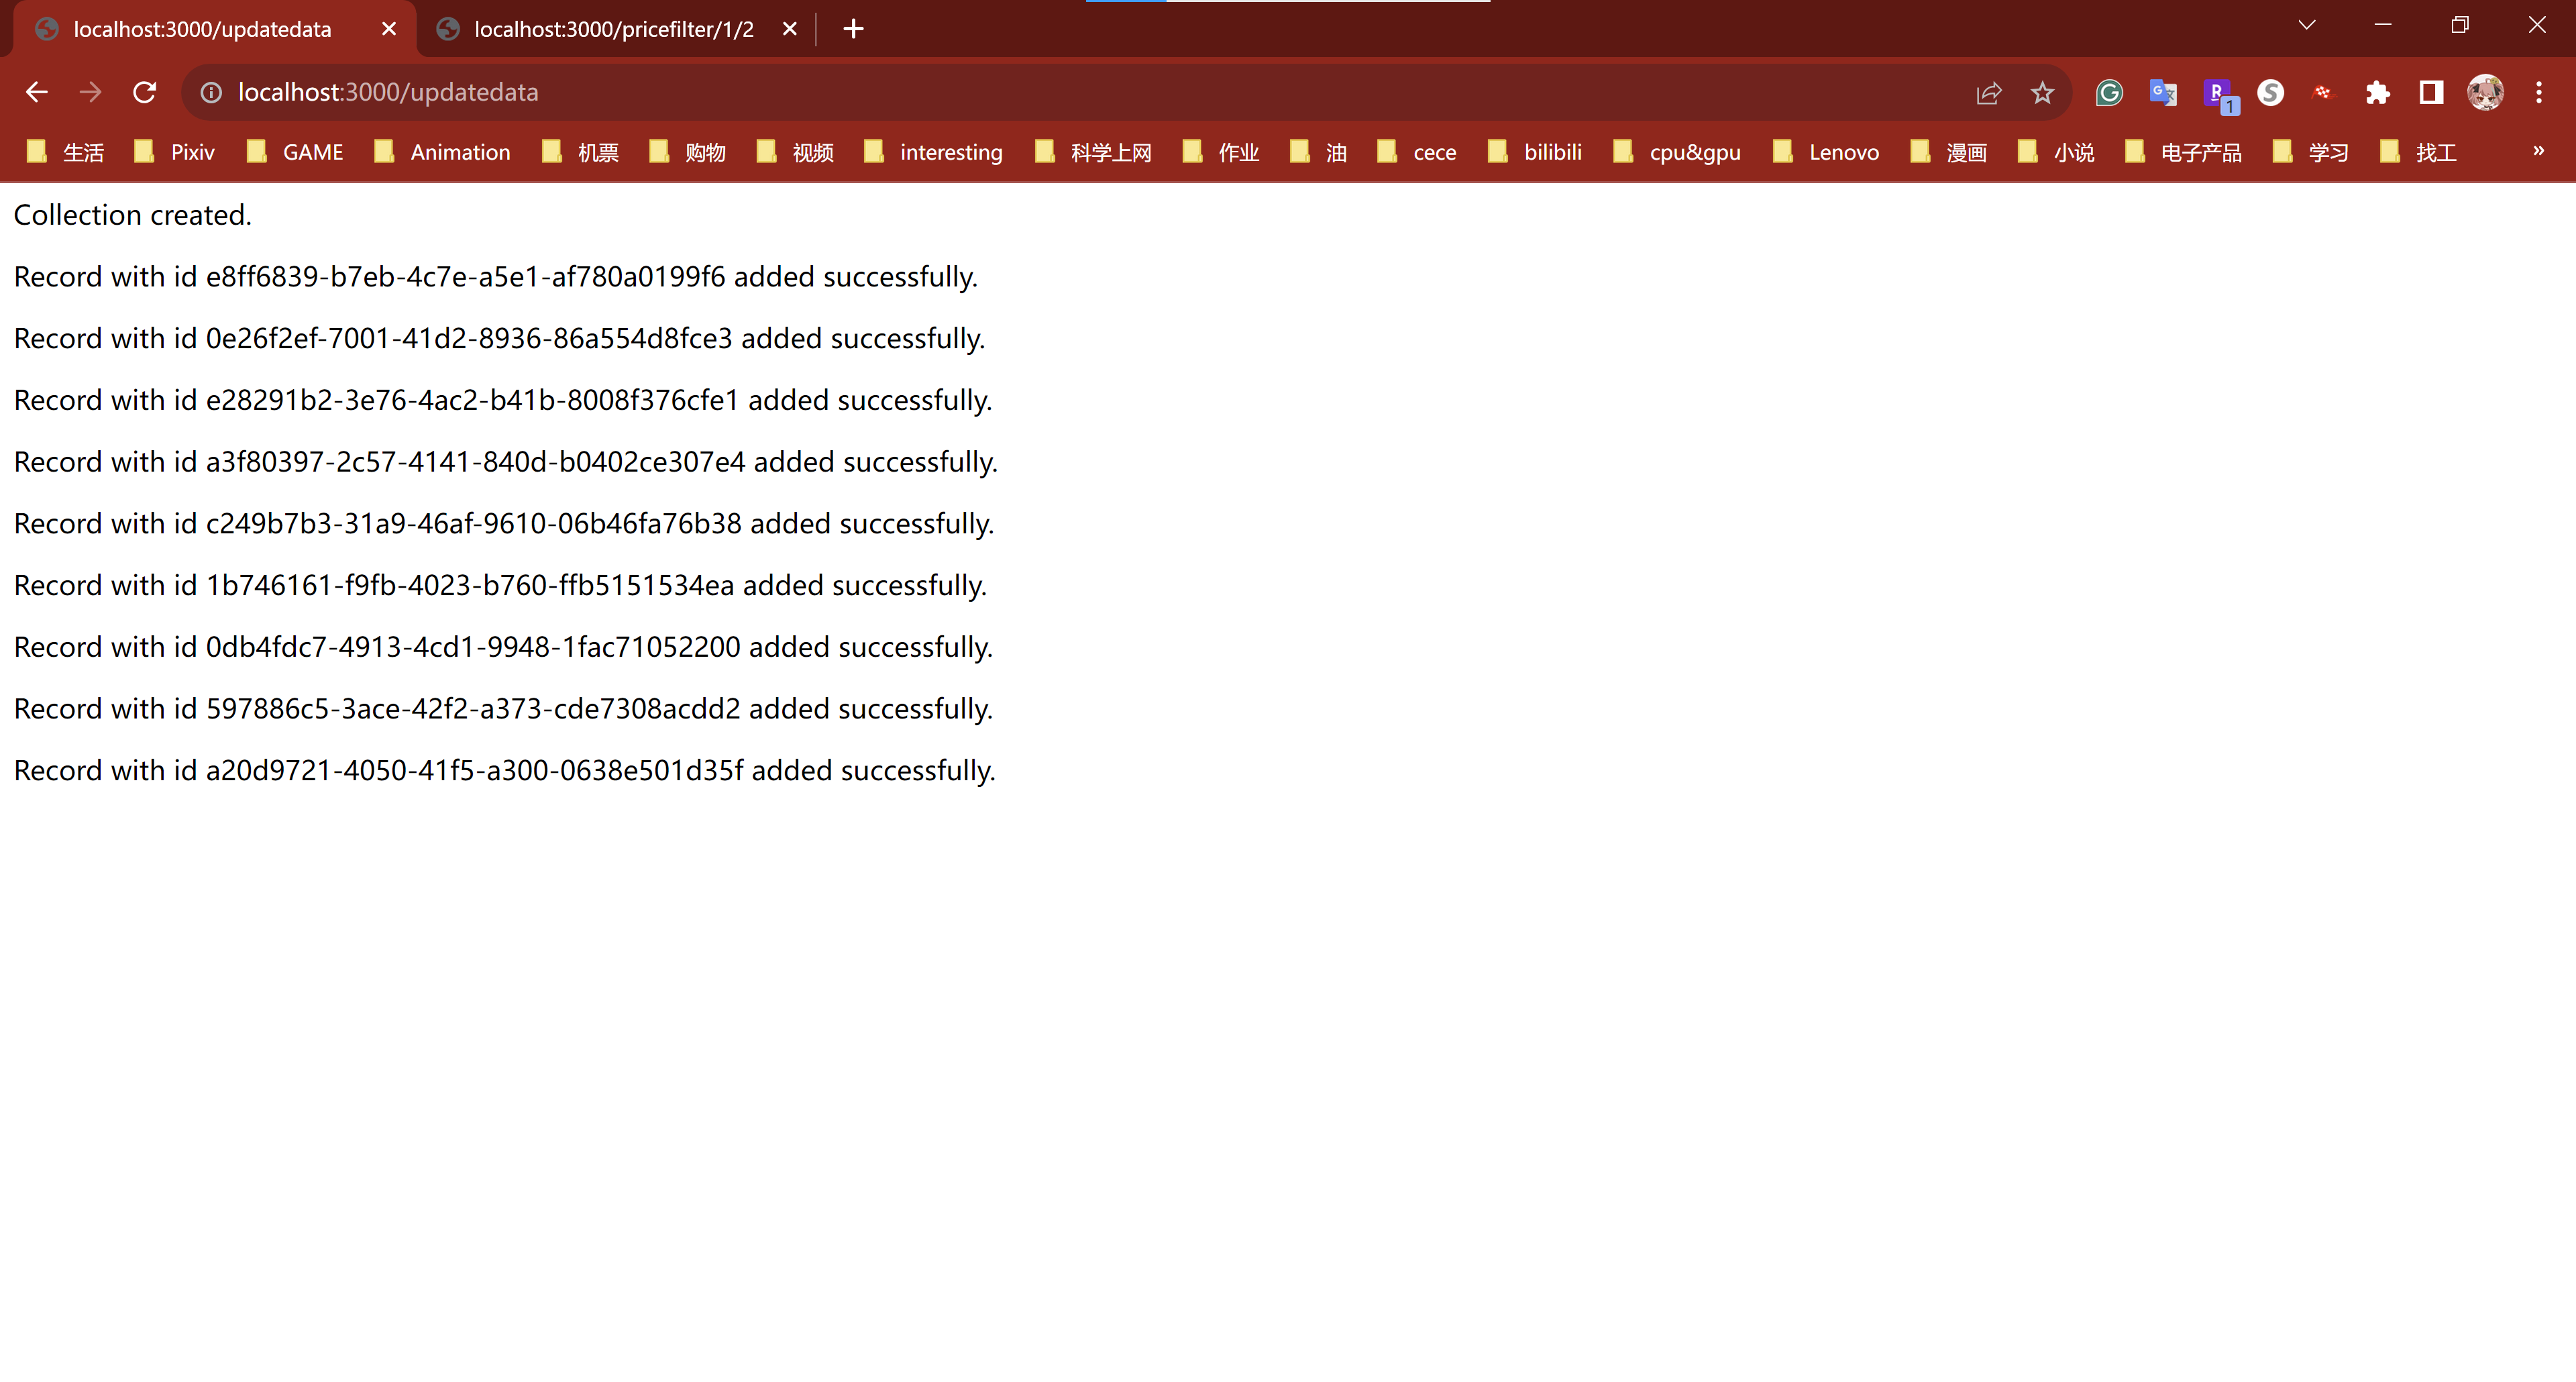 localhost:3000/updatedata
localhost:3000/pricefilter/1/2
localhost:3000/updatedata
1
生活 Pixiv GAME Animation 机票 购物 视频 interesting 科学上网 作业 油 cece bilibili cpu&gpu Lenovo 漫画 小说 电子产品 学习 找工 »
Collection created.
Record with id e8ff6839-b7eb-4c7e-a5e1-af780a0199f6 added successfully.
Record with id 0e26f2ef-7001-41d2-8936-86a554d8fce3 added successfully.
Record with id e28291b2-3e76-4ac2-b41b-8008f376cfe1 added successfully.
Record with id a3f80397-2c57-4141-840d-b0402ce307e4 added successfully.
Record with id c249b7b3-31a9-46af-9610-06b46fa76b38 added successfully.
Record with id 1b746161-f9fb-4023-b760-ffb5151534ea added successfully.
Record with id 0db4fdc7-4913-4cd1-9948-1fac71052200 added successfully.
Record with id 597886c5-3ace-42f2-a373-cde7308acdd2 added successfully.
Record with id a20d9721-4050-41f5-a300-0638e501d35f added successfully.